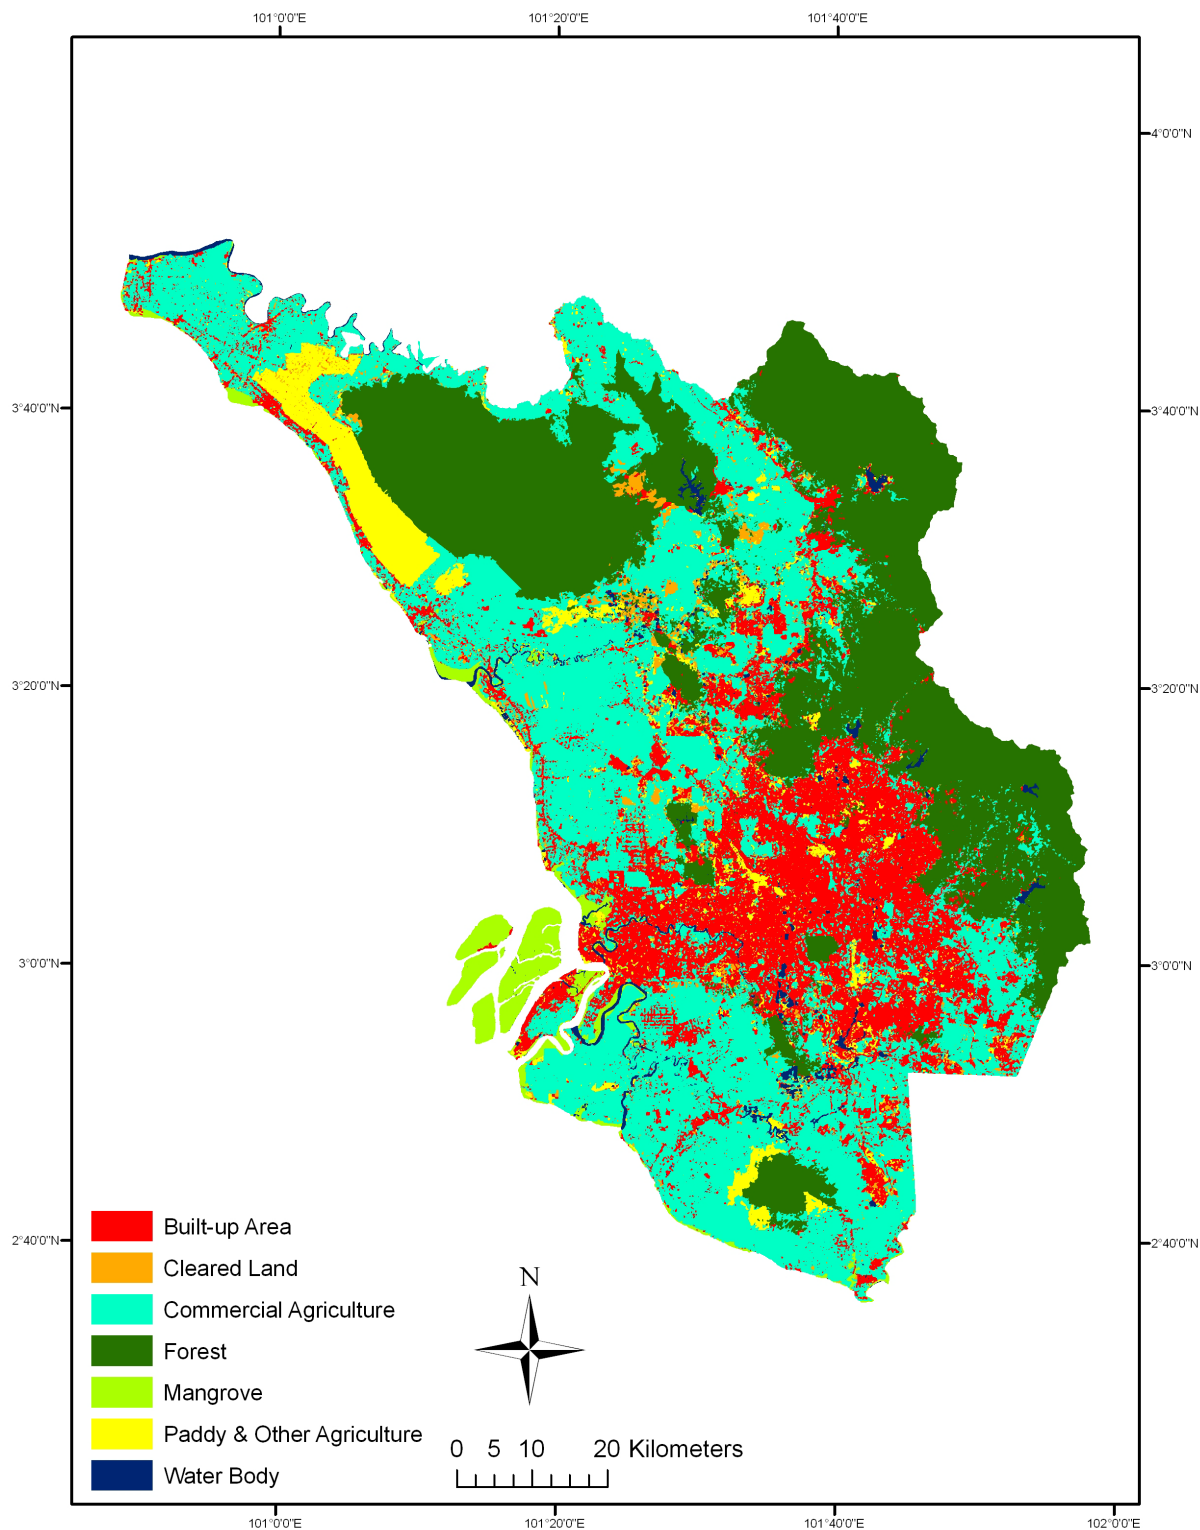 101°0'0"E 101°20'0"E 101°40'0"E
4°0'0"N
3°40'0"N 3°40'0"N
3°20'0"N 3°20'0"N
3°0'0"N 3°0'0"N
2°40'0"N 2°40'0"N
Built-up Area
Cleared Land
Commercial Agriculture
Forest
Mangrove
Paddy & Other Agriculture
Water Body
N
0 5 10 20 Kilometers
101°0'0"E 101°20'0"E 101°40'0"E 102°0'0"E